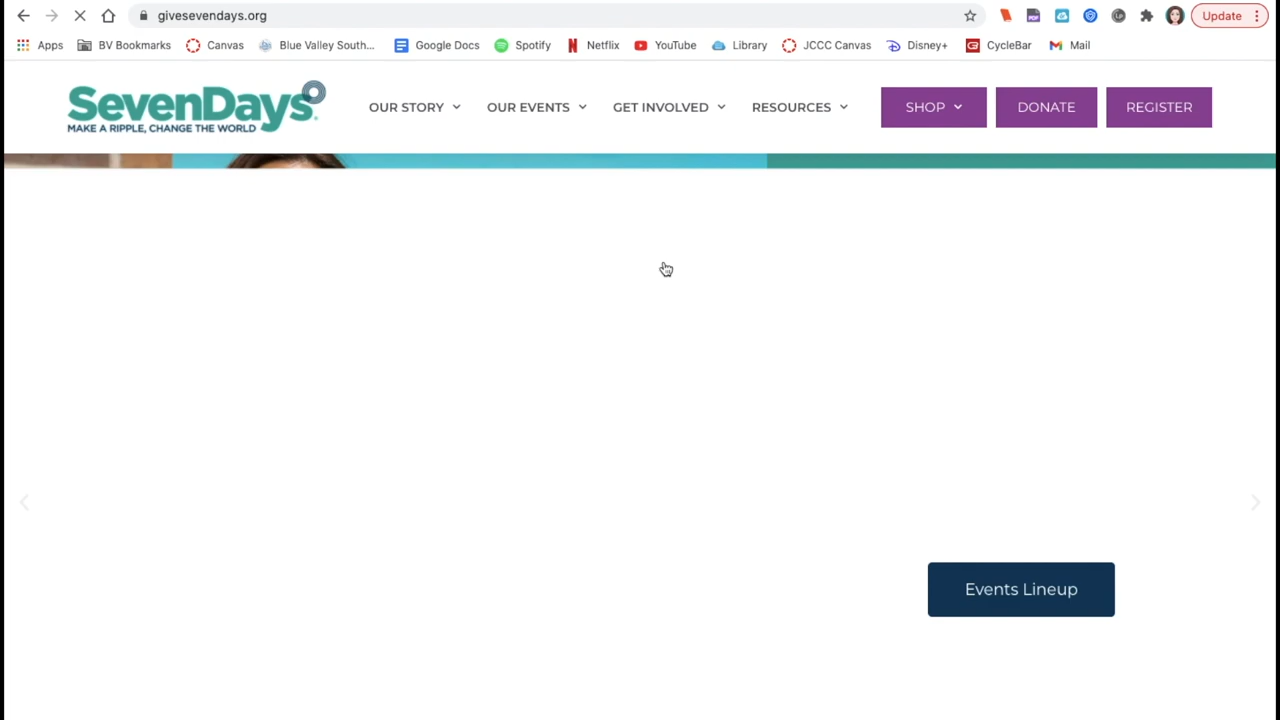 givesevendays.org
Update
Apps BV Bookmarks Canvas Blue Valley South... Google Docs Spotify Netflix YouTube Library JCCC Canvas Disney+ CycleBar Mail
SevenDays
MAKE A RIPPLE, CHANGE THE WORLD
OUR STORY OUR EVENTS GET INVOLVED RESOURCES SHOP DONATE REGISTER
Events Lineup